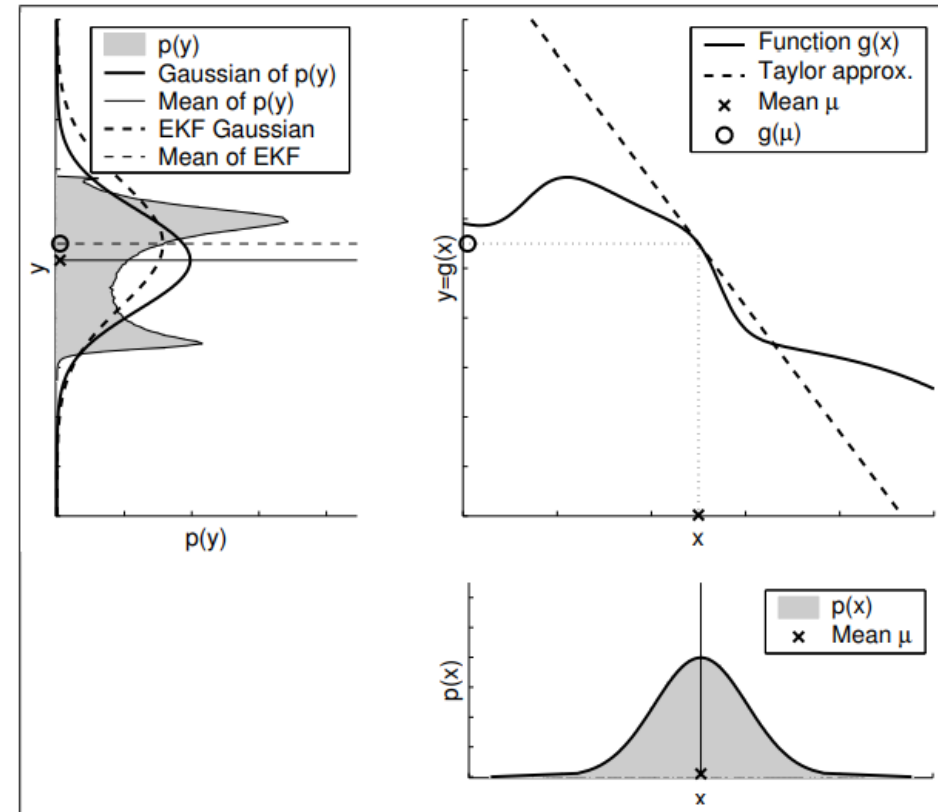 p(y)
Gaussian of p(y)
Mean of p(y)
EKF Gaussian
Mean of EKF
y
p(y)
Function g(x)
Taylor approx.
Mean μ
g(μ)
y=g(x)
x
p(x)
Mean μ
p(x)
x